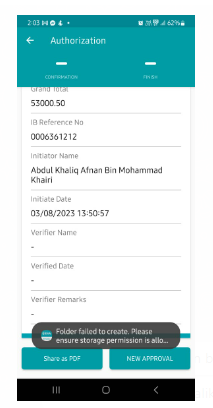 2:03
62%
Authorization
CONFIRMATION
FINISH
Grand Total
53000.50
IB Reference No
0006361212
Initiator Name
Abdul Khaliq Afnan Bin Mohammad
Khairi
Initiate Date
03/08/2023 13:50:57
Verifier Name
-
Verified Date
-
Verifier Remarks
-
Folder failed to create. Please
ensure storage permission is allo...
Share as PDF
NEW APPROVAL